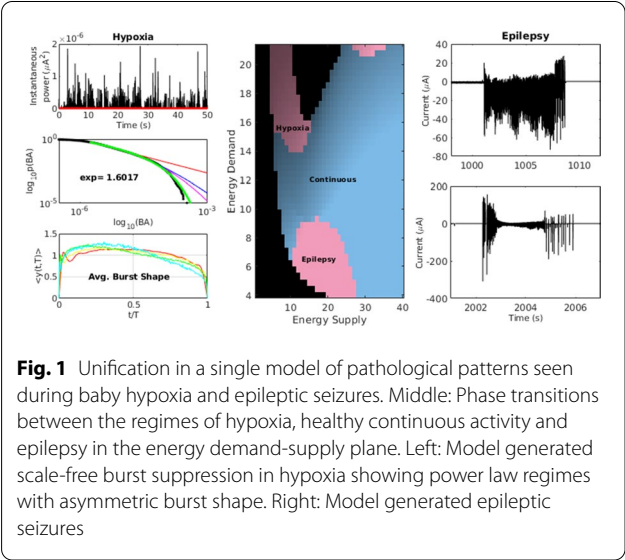 Hypoxia
×10⁻⁶
Instantaneous
power(μA²)
2
1
0
0 10 20 30 40 50
Time (s)
10⁰
log₁₀p(BA)
exp= 1.6017
10⁻⁵
10⁻⁶ 10⁻³
log₁₀(BA)
1.5
1
0.5
0
<y(t,T)>
Avg. Burst Shape
0 0.5 1
t/T
Energy Demand
20
18
16
14
12
10
8
6
4
Hypoxia
Continuous
Epilepsy
10 20 30 40
Energy Supply
Epilepsy
Current (μA)
40
20
0
-20
-40
-60
-80
1000 1005 1010
Current (μA)
200
0
-200
-400
2002 2004 2006
Time (s)
Fig. 1 Unification in a single model of pathological patterns seen
during baby hypoxia and epileptic seizures. Middle: Phase transitions
between the regimes of hypoxia, healthy continuous activity and
epilepsy in the energy demand-supply plane. Left: Model generated
scale-free burst suppression in hypoxia showing power law regimes
with asymmetric burst shape. Right: Model generated epileptic
seizures